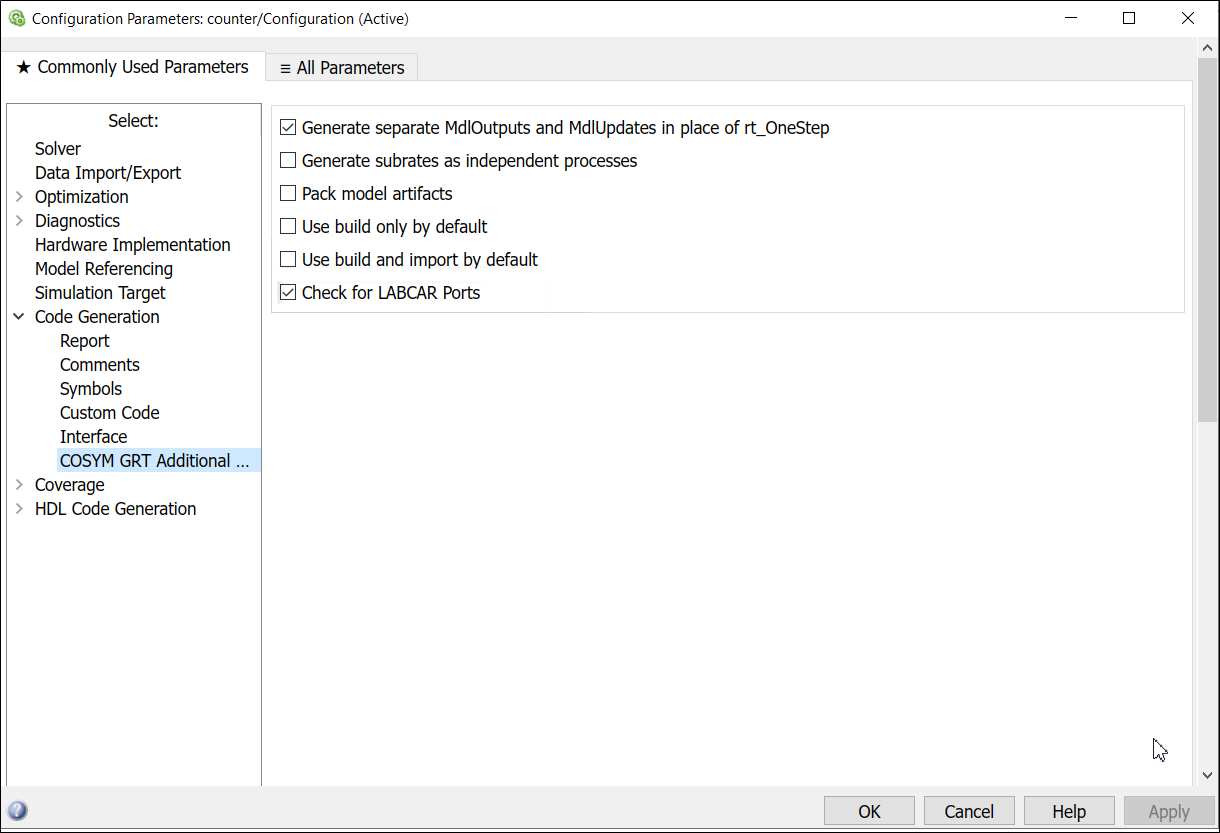 Configuration Parameters: counter/Configuration (Active)
★ Commonly Used Parameters
≡ All Parameters
Select:
Solver
Data Import/Export
Optimization
Diagnostics
Hardware Implementation
Model Referencing
Simulation Target
Code Generation
Report
Comments
Symbols
Custom Code
Interface
COSYM GRT Additional ...
Coverage
HDL Code Generation
Generate separate MdlOutputs and MdlUpdates in place of rt_OneStep
Generate subrates as independent processes
Pack model artifacts
Use build only by default
Use build and import by default
Check for LABCAR Ports
OK
Cancel
Help
Apply